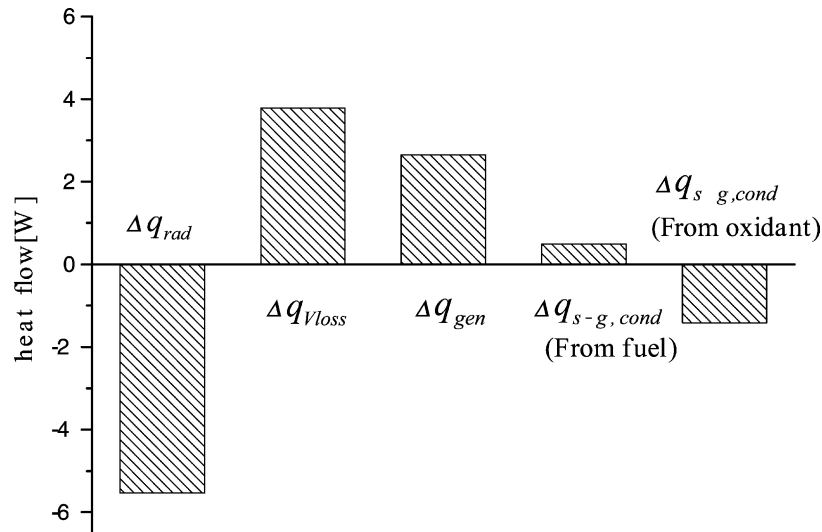 6
4
2
0
-2
-4
-6
heat flow[W]
Δq_rad
Δq_Vloss
Δq_gen
Δq_s-g,cond
(From fuel)
Δq_s g,cond
(From oxidant)